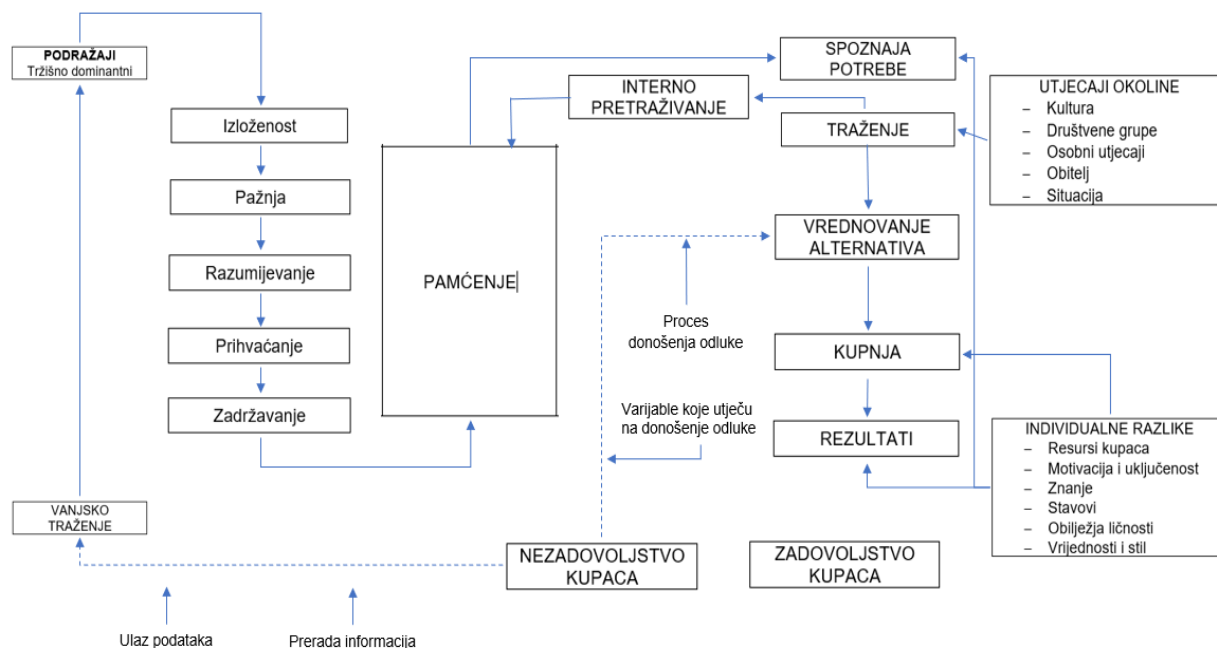 PODRAŽAJI
Tržišno dominantni
Izloženost
Pažnja
Razumijevanje
Prihvaćanje
Zadržavanje
VANJSKO
TRAŽENJE
PAMĆENJE
INTERNO
PRETRAŽIVANJE
SPOZNAJA
POTREBE
TRAŽENJE
VREDNOVANJE
ALTERNATIVA
KUPNJA
REZULTATI
Proces
donošenja odluke
Varijable koje utječu
na donošenje odluke
UTJECAJI OKOLINE
– Kultura
– Društvene grupe
– Osobni utjecaji
– Obitelj
– Situacija
INDIVIDUALNE RAZLIKE
– Resursi kupaca
– Motivacija i uključenost
– Znanje
– Stavovi
– Obilježja ličnosti
– Vrijednosti i stil
NEZADOVOLJSTVO
KUPACA
ZADOVOLJSTVO
KUPACA
Ulaz podataka
Prerada informacija